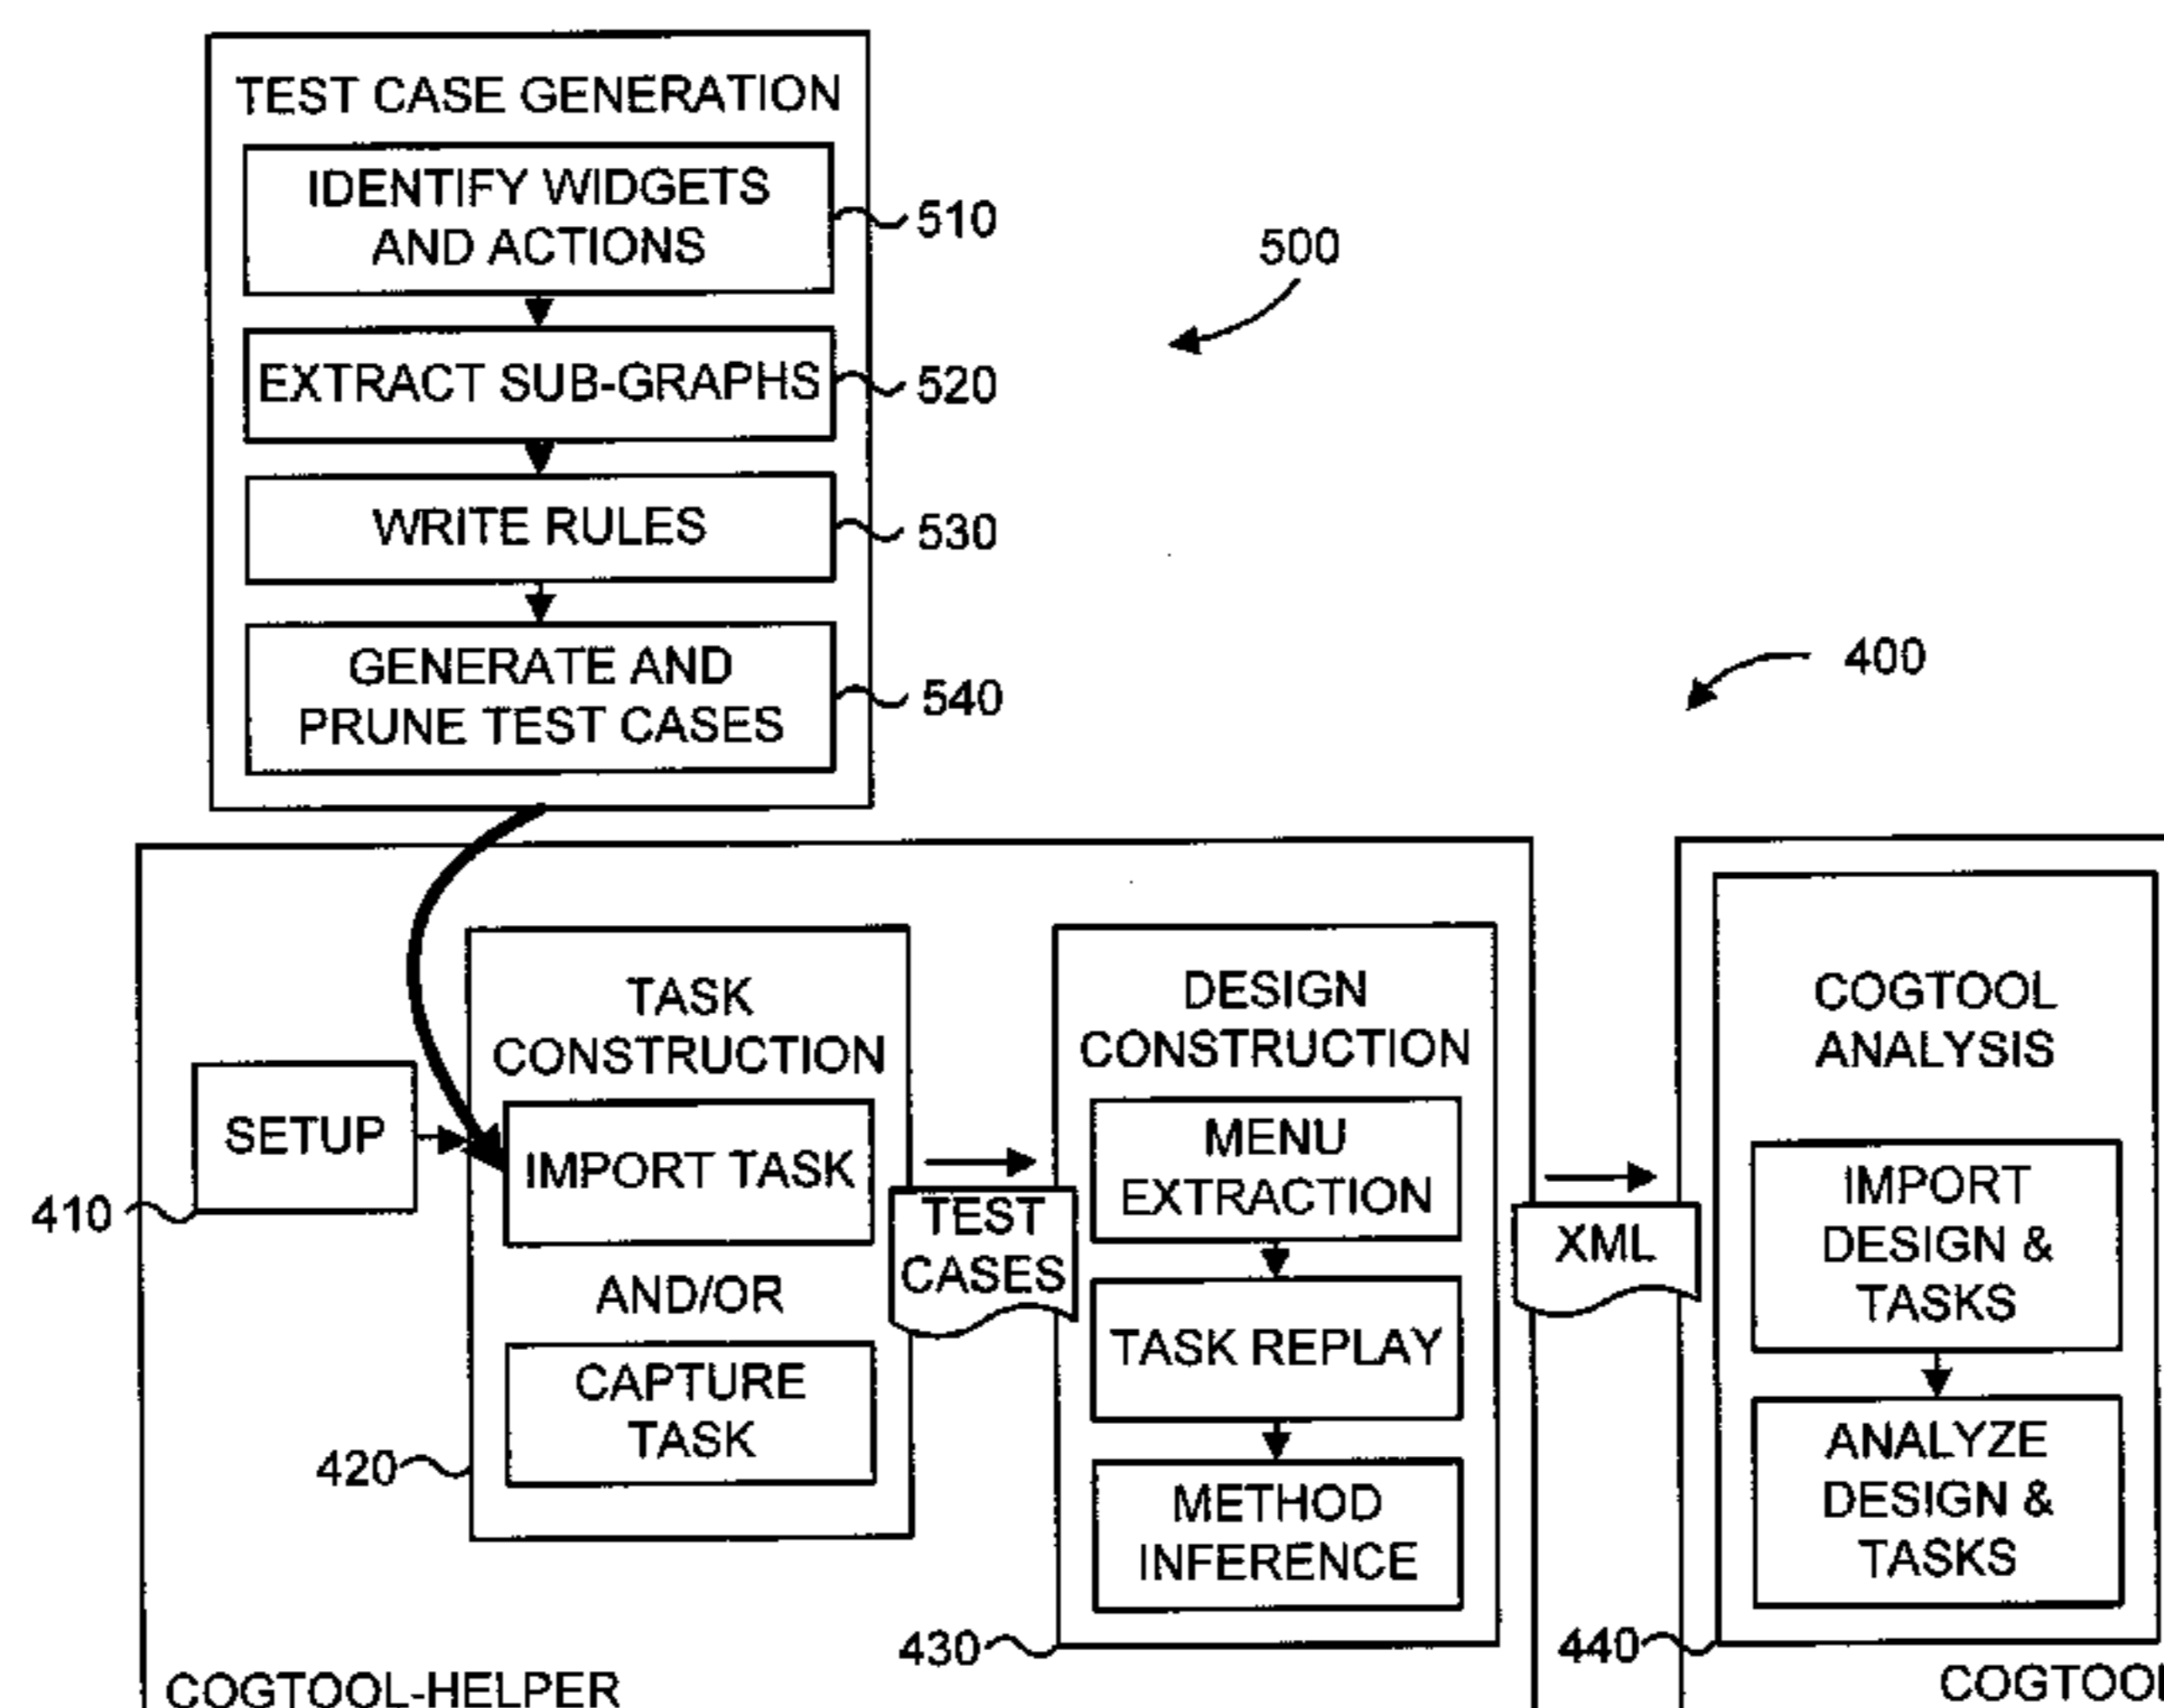 TEST CASE GENERATION
IDENTIFY WIDGETS
AND ACTIONS
510
500
EXTRACT SUB-GRAPHS
520
WRITE RULES
530
GENERATE AND
PRUNE TEST CASES
540
400
SETUP
410
TASK
CONSTRUCTION
IMPORT TASK
AND/OR
CAPTURE
TASK
420
TEST
CASES
DESIGN
CONSTRUCTION
MENU
EXTRACTION
TASK REPLAY
METHOD
INFERENCE
430
XML
COGTOOL
ANALYSIS
IMPORT
DESIGN &
TASKS
ANALYZE
DESIGN &
TASKS
440
COGTOOL-HELPER
COGTOOL